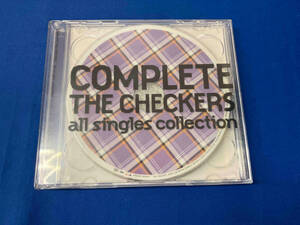 COMPLETE
THE CHECKERS
all singles collection